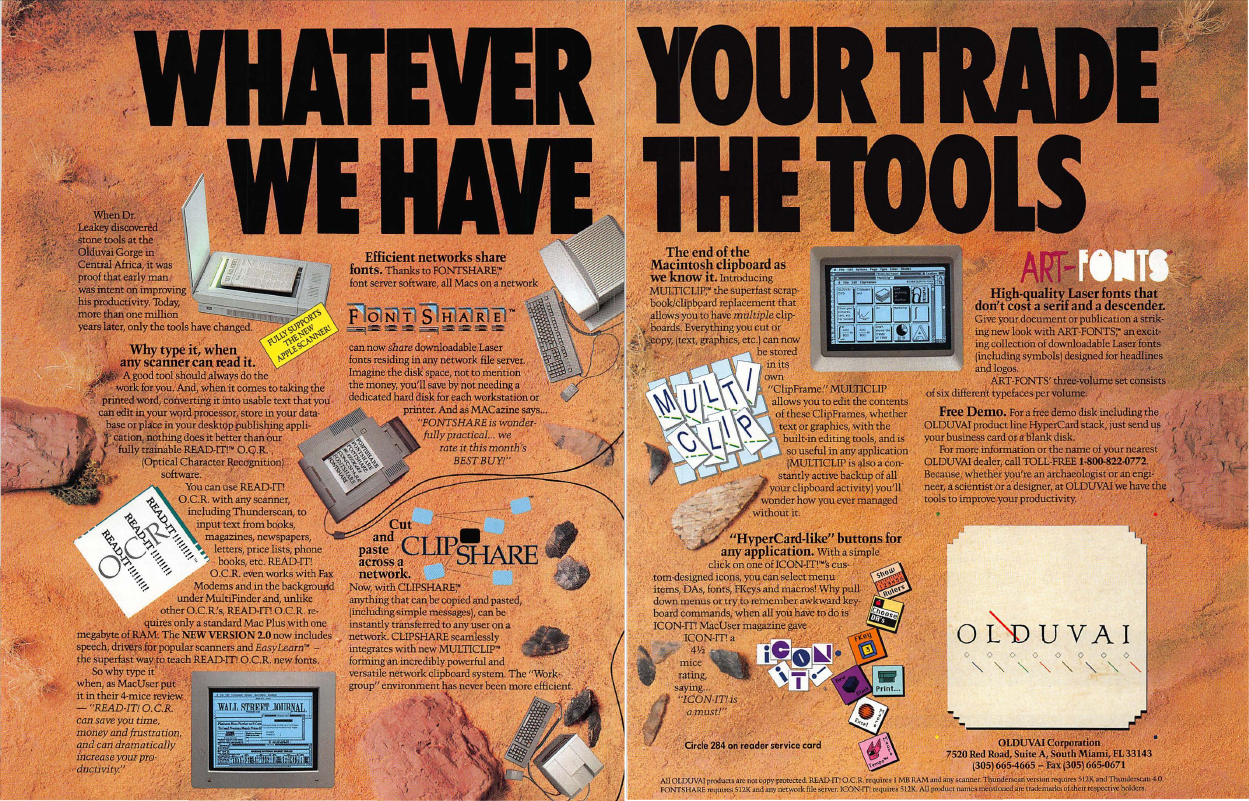 WHATEVER YOUR TRADE
WE HAVE THE TOOLS
When Dr.
Leakey discovered
stone tools at the
Olduvai Gorge in
Central Africa, it was
proof that early man
was intent on improving
his productivity. Today,
more than one million
years later, only the tools have changed.
FULLY SUPPORTS
THE NEW
APPLE SCANNER!
Why type it, when
any scanner can read it.
A good tool should always do the
work for you. And, when it comes to taking the
printed word, converting it into usable text that you
can edit in your word processor, store in your data-
base or place in your desktop publishing appli-
cation, nothing does it better than our
fully trainable READ-IT!™ O.C.R.
(Optical Character Recognition)
software.
You can use READ-IT!
O.C.R. with any scanner,
including Thunderscan, to
input text from books,
magazines, newspapers,
letters, price lists, phone
books, etc. READ-IT!
O.C.R. even works with Fax
Modems and in the background
under MultiFinder and, unlike
other O.C.R.'s, READ-IT! O.C.R. re-
quires only a standard Mac Plus with one
megabyte of RAM. The NEW VERSION 2.0 now includes
speech, drivers for popular scanners and EasyLearn™ –
the superfast way to teach READ-IT! O.C.R. new fonts.
So why type it
when, as MacUser put
it in their 4-mice review,
— "READ-IT! O.C.R.
can save you time,
money and frustration,
and can dramatically
increase your pro-
ductivity."
READ-IT!!!!!!!!™
READ-IT!!!!!!!!
OCR
READ-IT!!!!!!!!
WALL STREET JOURNAL.
Efficient networks share
fonts. Thanks to FONTSHARE,™
font server software, all Macs on a network
FONTSHARE™
can now share downloadable Laser
fonts residing in any network file server.
Imagine the disk space, not to mention
the money, you'll save by not needing a
dedicated hard disk for each workstation or
printer. And as MACazine says...
"FONTSHARE is wonder-
fully practical... we
rate it this month's
BEST BUY!"
FONTSHARE
Cut
and
paste
across a
network.
CLIPSHARE
Now, with CLIPSHARE,™
anything that can be copied and pasted,
(including simple messages), can be
instantly transferred to any user on a
network. CLIPSHARE seamlessly
integrates with new MULTICLIP™
forming an incredibly powerful and
versatile network clipboard system. The "Work-
group" environment has never been more efficient.
The end of the
Macintosh clipboard as
we know it. Introducing
MULTICLIP,™ the superfast scrap-
book/clipboard replacement that
allows you to have multiple clip-
boards. Everything you cut or
copy, (text, graphics, etc.) can now
be stored
in its
own
"ClipFrame." MULTICLIP
allows you to edit the contents
of these ClipFrames, whether
text or graphics, with the
built-in editing tools, and is
so useful in any application
(MULTICLIP is also a con-
stantly active backup of all
your clipboard activity) you'll
wonder how you ever managed
without it.
MULTI
CLIP
"HyperCard-like" buttons for
any application. With a simple
click on one of ICON-IT!™'s cus-
tom-designed icons, you can select menu
items, DAs, fonts, FKeys and macros! Why pull
down menus or try to remember awkward key-
board commands, when all you have to do is
ICON-IT! MacUser magazine gave
ICON-IT! a
4½
mice
rating,
saying...
"ICON-IT! is
a must!"
iCON-
iT!
Show
Rulers
Choose
DA's
FKey
3
Print...
Circle 284 on reader service card
ART-FONTS
High-quality Laser fonts that
don't cost a serif and a descender.
Give your document or publication a strik-
ing new look with ART-FONTS,™ an excit-
ing collection of downloadable Laser fonts
(including symbols) designed for headlines
and logos.
ART-FONTS' three-volume set consists
of six different typefaces per volume.
Free Demo. For a free demo disk including the
OLDUVAI product line HyperCard stack, just send us
your business card or a blank disk.
For more information or the name of your nearest
OLDUVAI dealer, call TOLL-FREE 1-800-822-0772.
Because, whether you're an archaeologist or an engi-
neer, a scientist or a designer, at OLDUVAI we have the
tools to improve your productivity.
OLDUVAI
OLDUVAI Corporation
7520 Red Road, Suite A, South Miami, FL 33143
(305) 665-4665 – Fax (305) 665-0671
All OLDUVAI products are not copy-protected. READ-IT! O.C.R. requires 1 MB RAM and any scanner. Thunderscan version requires 512K and Thunderscan 4.0.
FONTSHARE requires 512K and any network file server. ICON-IT! requires 512K. All product names mentioned are trademarks of their respective holders.